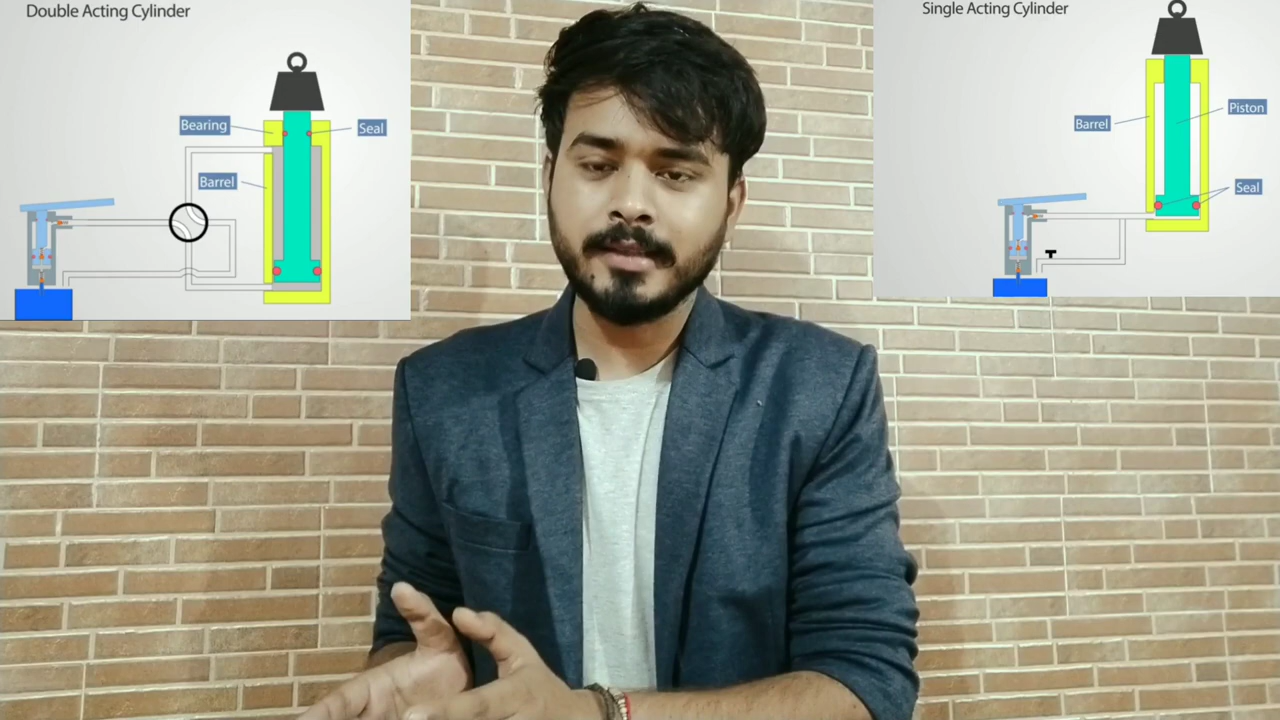 Double Acting Cylinder
Bearing
Seal
Barrel
Single Acting Cylinder
Piston
Barrel
Seal